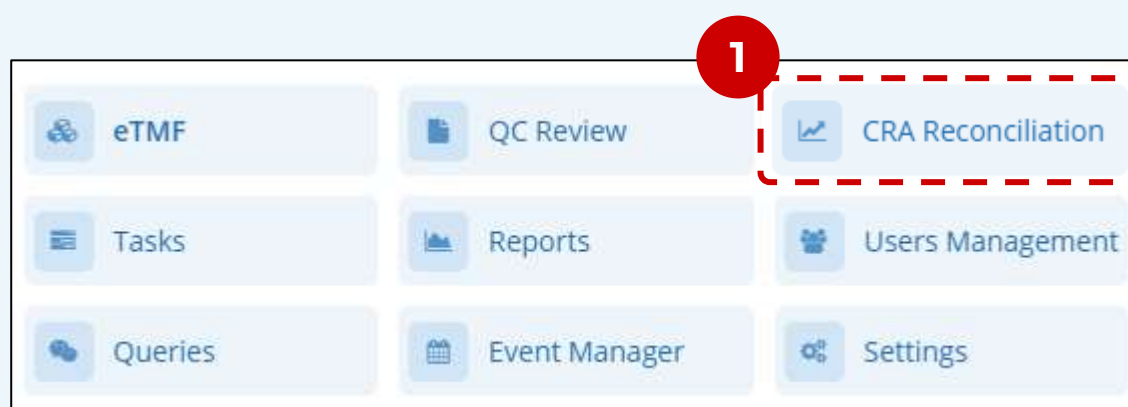 1
eTMF
QC Review
CRA Reconciliation
Tasks
Reports
Users Management
Queries
Event Manager
Settings